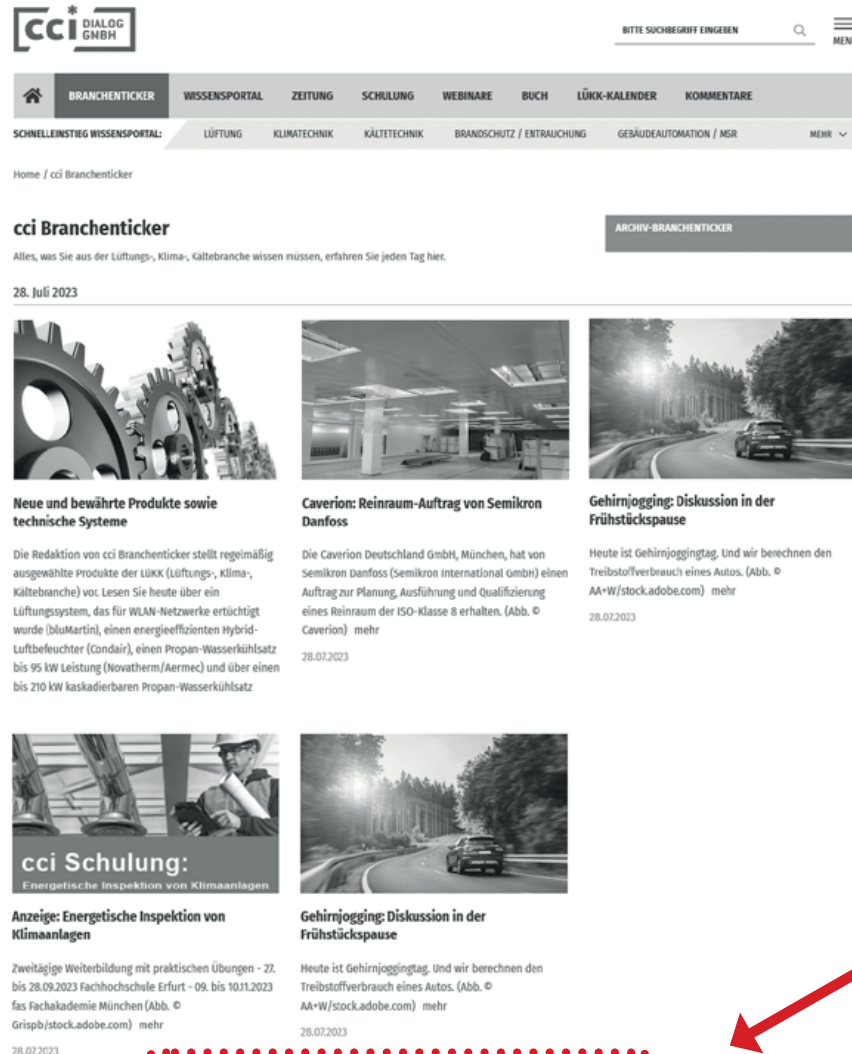 cci* DIALOG
GMBH
BITTE SUCHBEGRIFF EINGEBEN
MEN
BRANCHENTICKER WISSENSPORTAL ZEITUNG SCHULUNG WEBINARE BUCH LÜKK-KALENDER KOMMENTARE
SCHNELLEINSTIEG WISSENSPORTAL: LÜFTUNG KLIMATECHNIK KÄLTETECHNIK BRANDSCHUTZ / ENTRAUCHUNG GEBÄUDEAUTOMATION / MSR MEHR
Home / cci Branchenticker
cci Branchenticker
ARCHIV-BRANCHENTICKER
Alles, was Sie aus der Lüftungs-, Klima-, Kältebranche wissen müssen, erfahren Sie jeden Tag hier.
28. Juli 2023
Neue und bewährte Produkte sowie
technische Systeme
Die Redaktion von cci Branchenticker stellt regelmäßig
ausgewählte Produkte der LüKK (Lüftungs-, Klima-,
Kältebranche) vor. Lesen Sie heute über ein
Lüftungssystem, das für WLAN-Netzwerke ertüchtigt
wurde (bluMartin), einen energieeffizienten Hybrid-
Luftbefeuchter (Condair), einen Propan-Wasserkühlsatz
bis 95 kW Leistung (Novatherm/Aermec) und über einen
bis 210 kW kaskadierbaren Propan-Wasserkühlsatz
Caverion: Reinraum-Auftrag von Semikron
Danfoss
Die Caverion Deutschland GmbH, München, hat von
Semikron Danfoss (Semikron International GmbH) einen
Auftrag zur Planung, Ausführung und Qualifizierung
eines Reinraum der ISO-Klasse 8 erhalten. (Abb. ©
Caverion) mehr
28.07.2023
Gehirnjogging: Diskussion in der
Frühstückspause
Heute ist Gehirnjoggingtag. Und wir berechnen den
Treibstoffverbrauch eines Autos. (Abb. ©
AA+W/stock.adobe.com) mehr
28.07.2023
cci Schulung:
Energetische Inspektion von Klimaanlagen
Anzeige: Energetische Inspektion von
Klimaanlagen
Zweitägige Weiterbildung mit praktischen Übungen - 27.
bis 28.09.2023 Fachhochschule Erfurt - 09. bis 10.11.2023
fas Fachakademie München (Abb. ©
Grispb/stock.adobe.com) mehr
28.07.2023
Gehirnjogging: Diskussion in der
Frühstückspause
Heute ist Gehirnjoggingtag. Und wir berechnen den
Treibstoffverbrauch eines Autos. (Abb. ©
AA+W/stock.adobe.com) mehr
28.07.2023